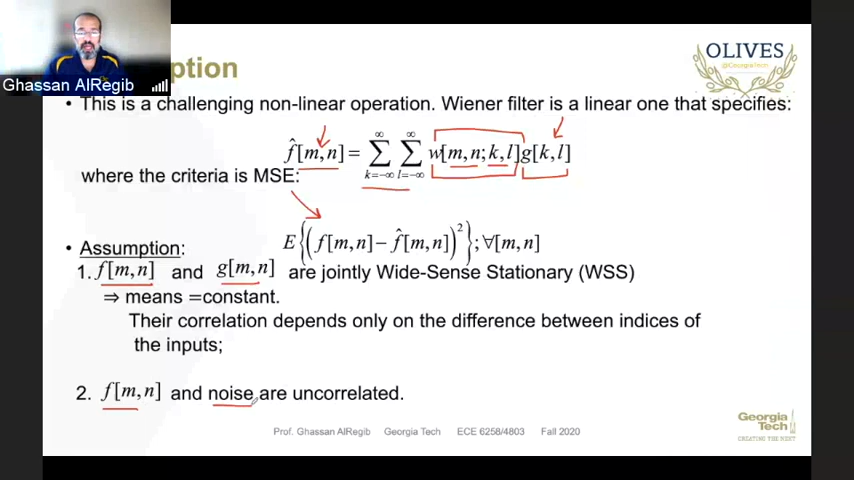 Ghassan AlRegib
ption
OLIVES
@GeorgiaTech
• This is a challenging non-linear operation. Wiener filter is a linear one that specifies:
f̂[m,n] = ∑_{k=-∞}^{∞} ∑_{l=-∞}^{∞} w[m,n;k,l]g[k,l]
where the criteria is MSE:
E{(f[m,n] - f̂[m,n])²}; ∀[m,n]
• Assumption:
1. f[m,n] and g[m,n] are jointly Wide-Sense Stationary (WSS)
⇒ means =constant.
Their correlation depends only on the difference between indices of
the inputs;
2. f[m,n] and noise are uncorrelated.
Prof. Ghassan AlRegib Georgia Tech ECE 6258/4803 Fall 2020
Georgia
Tech
CREATING THE NEXT